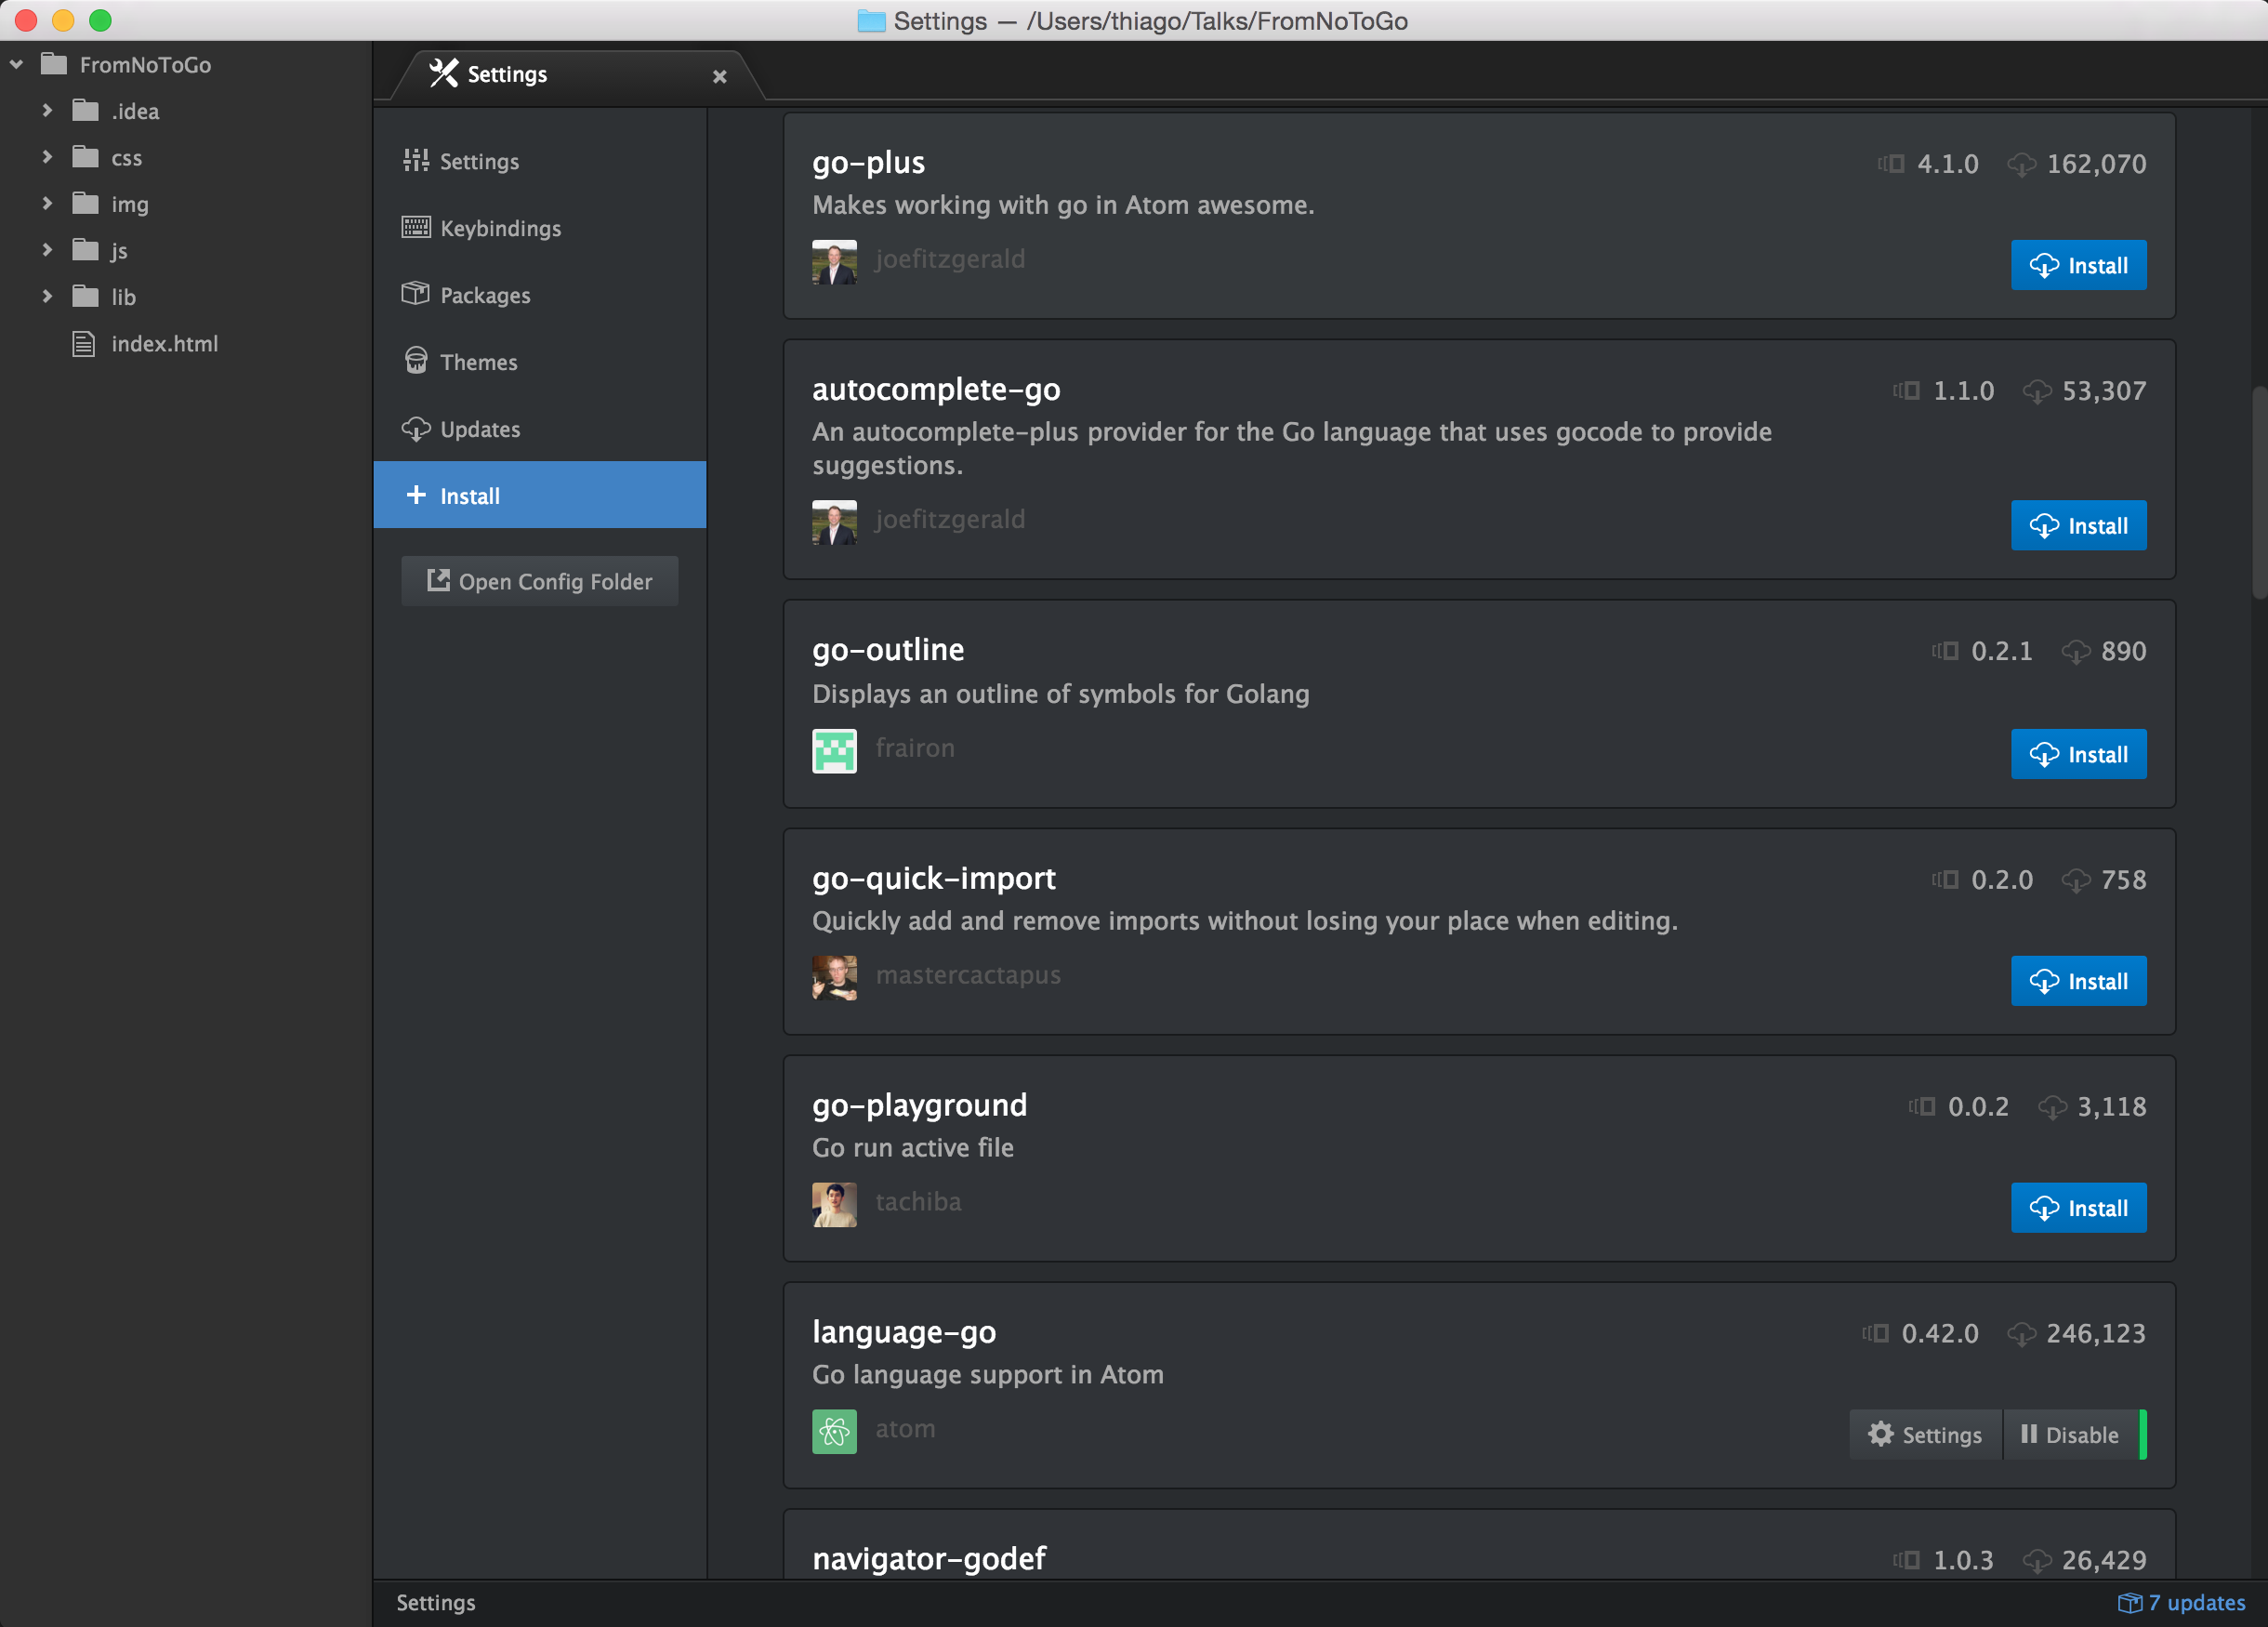 Settings — /Users/thiago/Talks/FromNoToGo
FromNoToGo
.idea
css
img
js
lib
index.html
Settings
Settings
Keybindings
Packages
Themes
Updates
Install
Open Config Folder
go-plus 4.1.0 162,070
Makes working with go in Atom awesome.
joefitzgerald
Install
autocomplete-go 1.1.0 53,307
An autocomplete-plus provider for the Go language that uses gocode to provide
suggestions.
joefitzgerald
Install
go-outline 0.2.1 890
Displays an outline of symbols for Golang
frairon
Install
go-quick-import 0.2.0 758
Quickly add and remove imports without losing your place when editing.
mastercactapus
Install
go-playground 0.0.2 3,118
Go run active file
tachiba
Install
language-go 0.42.0 246,123
Go language support in Atom
atom
Settings Disable
navigator-godef 1.0.3 26,429
Settings
7 updates